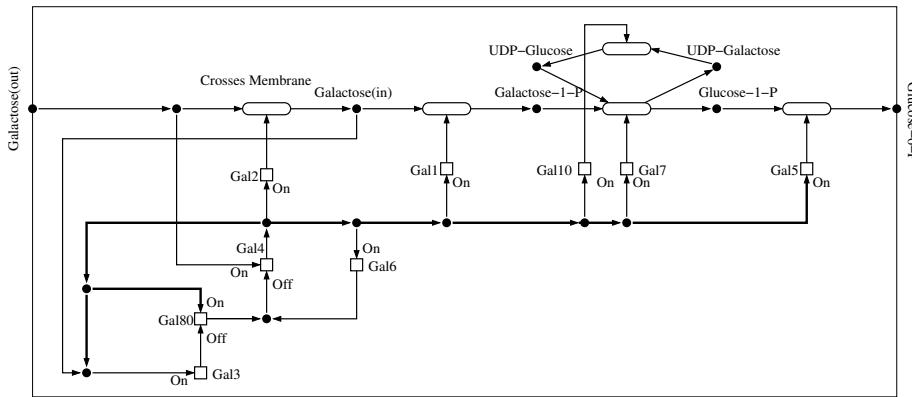 UDP−Glucose
UDP−Galactose
Crosses Membrane
Galactose(in)
Galactose−1−P
Glucose−1−P
Galactose(out)
Gal2
On
Gal1
On
Gal10
On
Gal7
On
Gal5
On
Gal4
On
Off
On
Gal6
On
Gal80
Off
On
Gal3